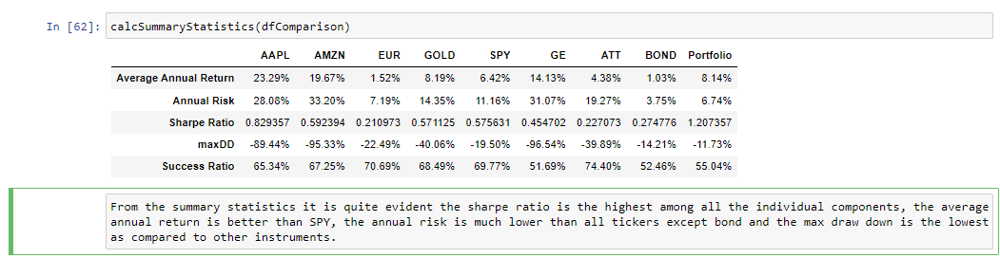 In [62]: calcSummaryStatistics(dfComparison)
AAPL AMZN EUR GOLD SPY GE ATT BOND Portfolio
Average Annual Return 23.29% 19.67% 1.52% 8.19% 6.42% 14.13% 4.38% 1.03% 8.14%
Annual Risk 28.08% 33.20% 7.19% 14.35% 11.16% 31.07% 19.27% 3.75% 6.74%
Sharpe Ratio 0.829357 0.592394 0.210973 0.571125 0.575631 0.454702 0.227073 0.274776 1.207357
maxDD -89.44% -95.33% -22.49% -40.06% -19.50% -96.54% -39.89% -14.21% -11.73%
Success Ratio 65.34% 67.25% 70.69% 68.49% 69.77% 51.69% 74.40% 52.46% 55.04%
From the summary statistics it is quite evident the sharpe ratio is the highest among all the individual components, the average
annual return is better than SPY, the annual risk is much lower than all tickers except bond and the max draw down is the lowest
as compared to other instruments.